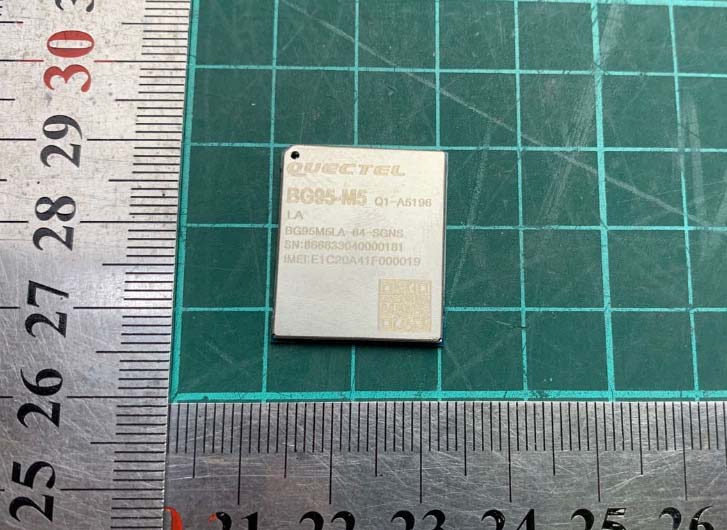 30
29
28
27
26
25
QUECTEL
BG95-M5 Q1-A5196
LA
BG95M5LA-64-SGNS
SN:866833040000181
IMEI:E1C20A41F000019
21 22 23 24 25 26